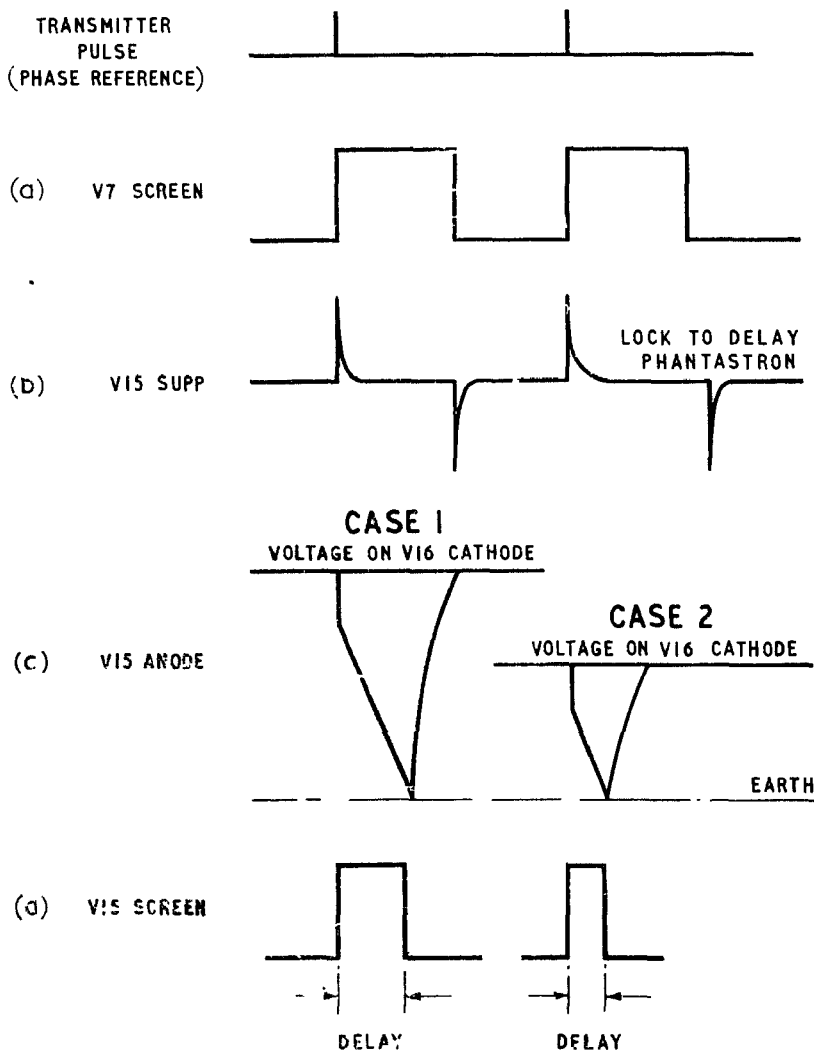 TRANSMITTER
PULSE
(PHASE REFERENCE)
(a) V7 SCREEN
LOCK TO DELAY
PHANTASTRON
(b) V15 SUPP
CASE 1
VOLTAGE ON V16 CATHODE
CASE 2
VOLTAGE ON V16 CATHODE
(c) V15 ANODE
EARTH
(d) V15 SCREEN
DELAY DELAY